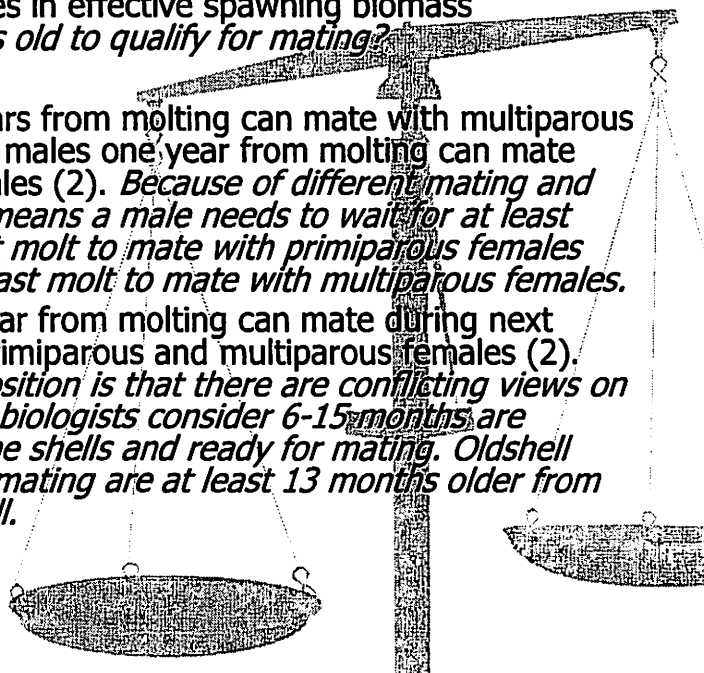 es in effective spawning biomass
s old to qualify for mating?
rs from molting can mate with multiparous
males one year from molting can mate
les (2). Because of different mating and
means a male needs to wait for at least
t molt to mate with primiparous females
ast molt to mate with multiparous females.
ar from molting can mate during next
rimiparous and multiparous females (2).
osition is that there are conflicting views on
biologists consider 6-15 months are
ne shells and ready for mating. Oldshell
mating are at least 13 months older from
ll.